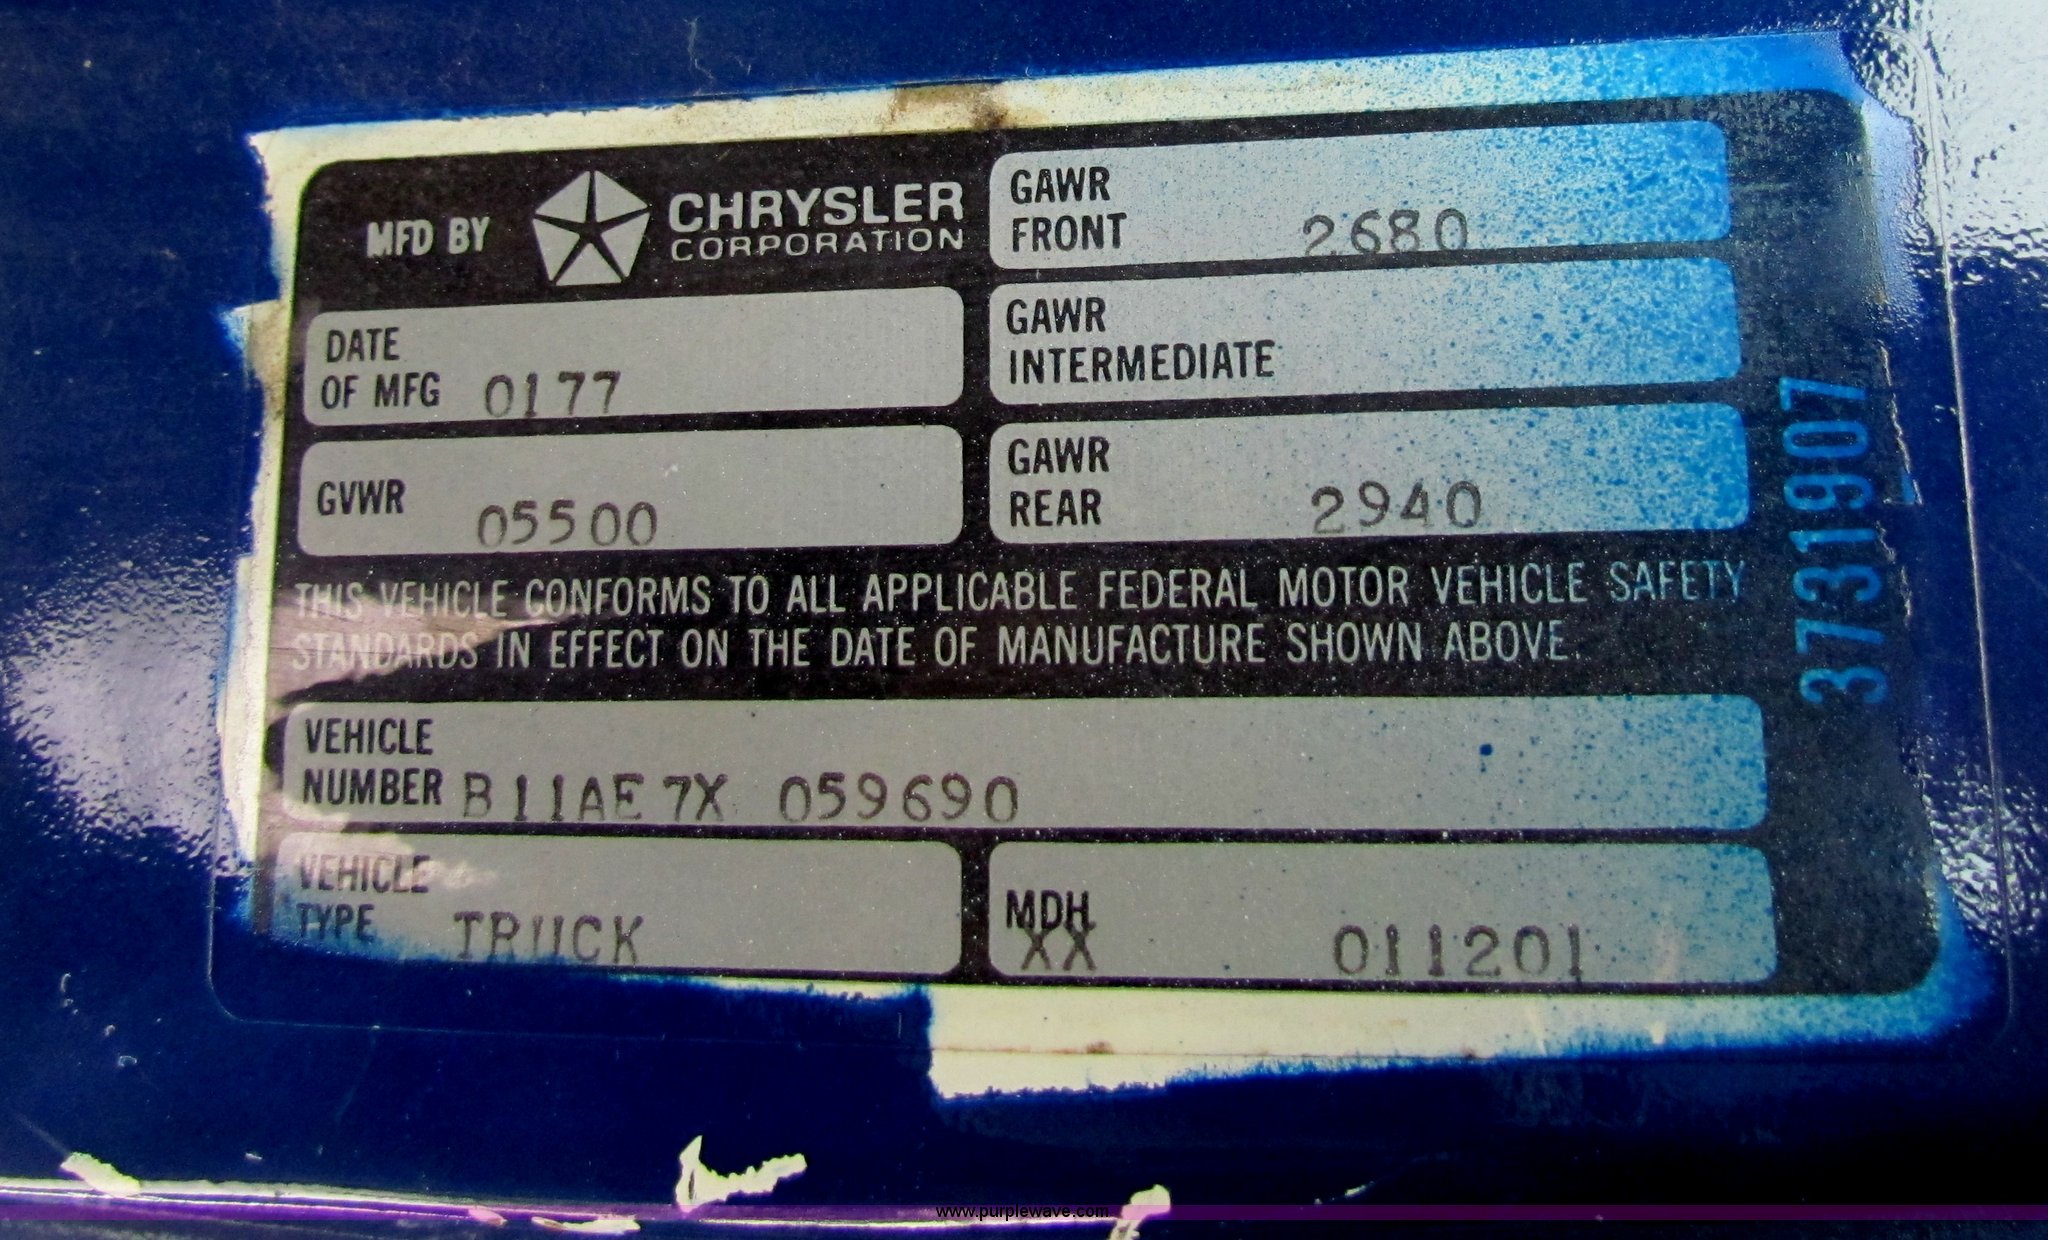 MFD BY CHRYSLER
CORPORATION
GAWR
FRONT 2680
DATE
OF MFG 0177
GAWR
INTERMEDIATE
GVWR 05500
GAWR
REAR 2940
THIS VEHICLE CONFORMS TO ALL APPLICABLE FEDERAL MOTOR VEHICLE SAFETY
STANDARDS IN EFFECT ON THE DATE OF MANUFACTURE SHOWN ABOVE.
VEHICLE
NUMBER B11AE7X 059690
VEHICLE
TYPE TRUCK
MDH
XX 011201
3731907
www.purplewave.com